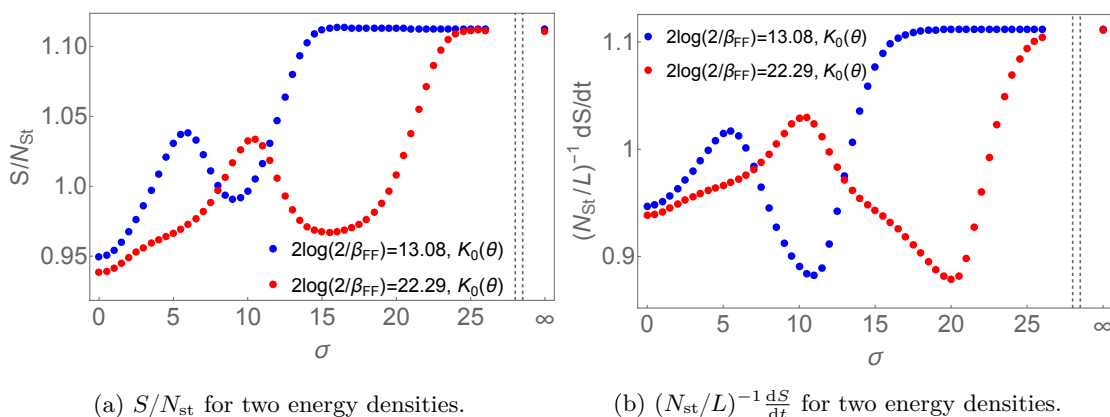 1.10
1.05
1.00
0.95
S/N_St
2log(2/β_FF)=13.08, K_0(θ)
2log(2/β_FF)=22.29, K_0(θ)
0 5 10 15 20 25 ∞
σ
(a) S/N_st for two energy densities.
2log(2/β_FF)=13.08, K_0(θ)
2log(2/β_FF)=22.29, K_0(θ)
1.1
1
0.9
(N_St/L)^-1 dS/dt
0 5 10 15 20 25 ∞
σ
(b) (N_st/L)^-1 dS/dt for two energy densities.